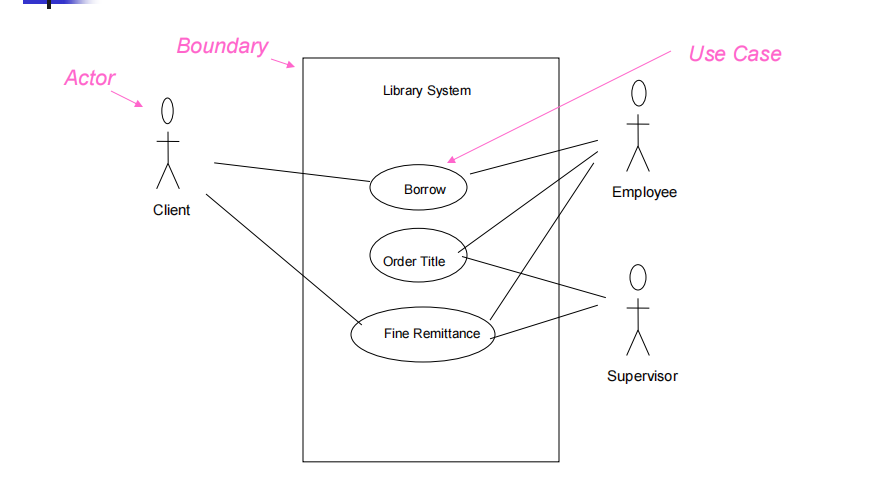 Boundary
Use Case
Actor
Library System
Borrow
Employee
Client
Order Title
Fine Remittance
Supervisor